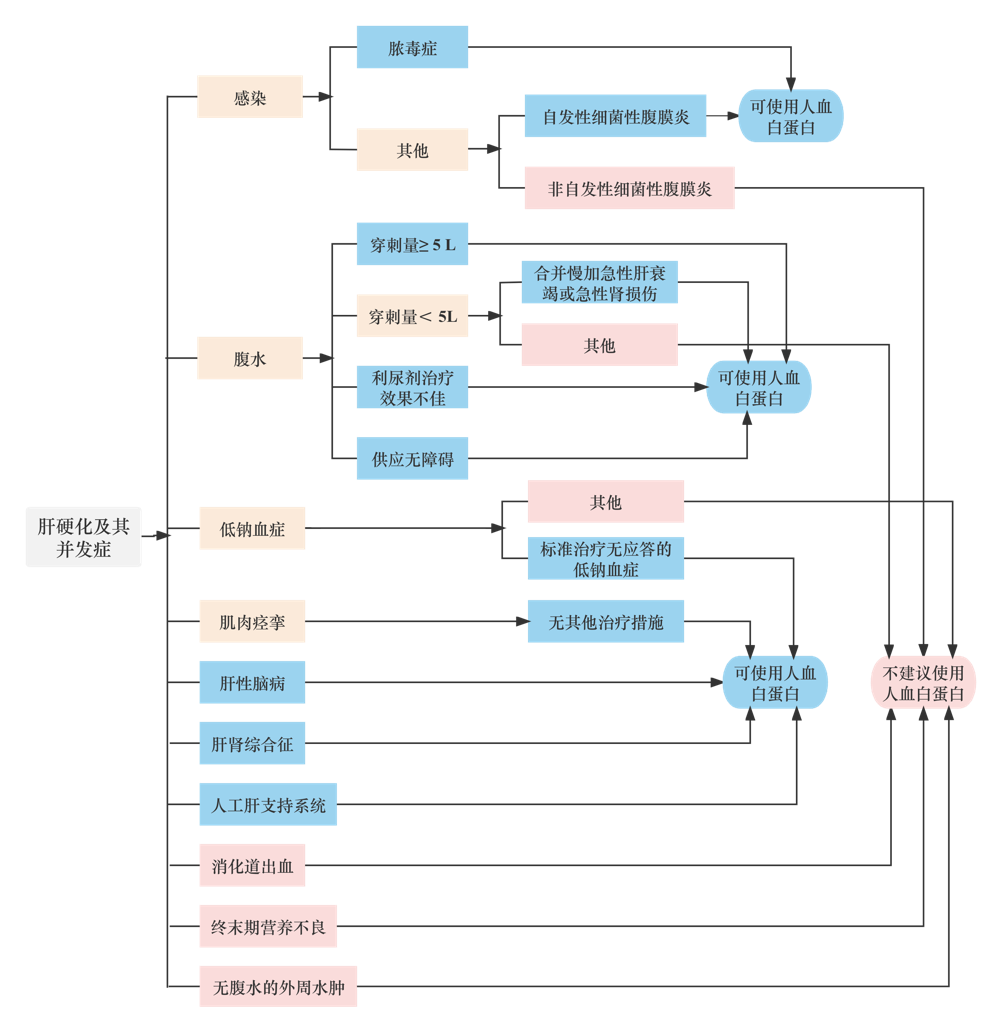 脓毒症
感染
可使用人血
白蛋白
自发性细菌性腹膜炎
其他
非自发性细菌性腹膜炎
穿刺量≥ 5 L
合并慢加急性肝衰
竭或急性肾损伤
穿刺量＜ 5L
其他
腹水
利尿剂治疗
效果不佳
可使用人血
白蛋白
供应无障碍
其他
肝硬化及其
并发症
低钠血症
标准治疗无应答的
低钠血症
肌肉痉挛
无其他治疗措施
肝性脑病
可使用人血
白蛋白
不建议使用
人血白蛋白
肝肾综合征
人工肝支持系统
消化道出血
终末期营养不良
无腹水的外周水肿